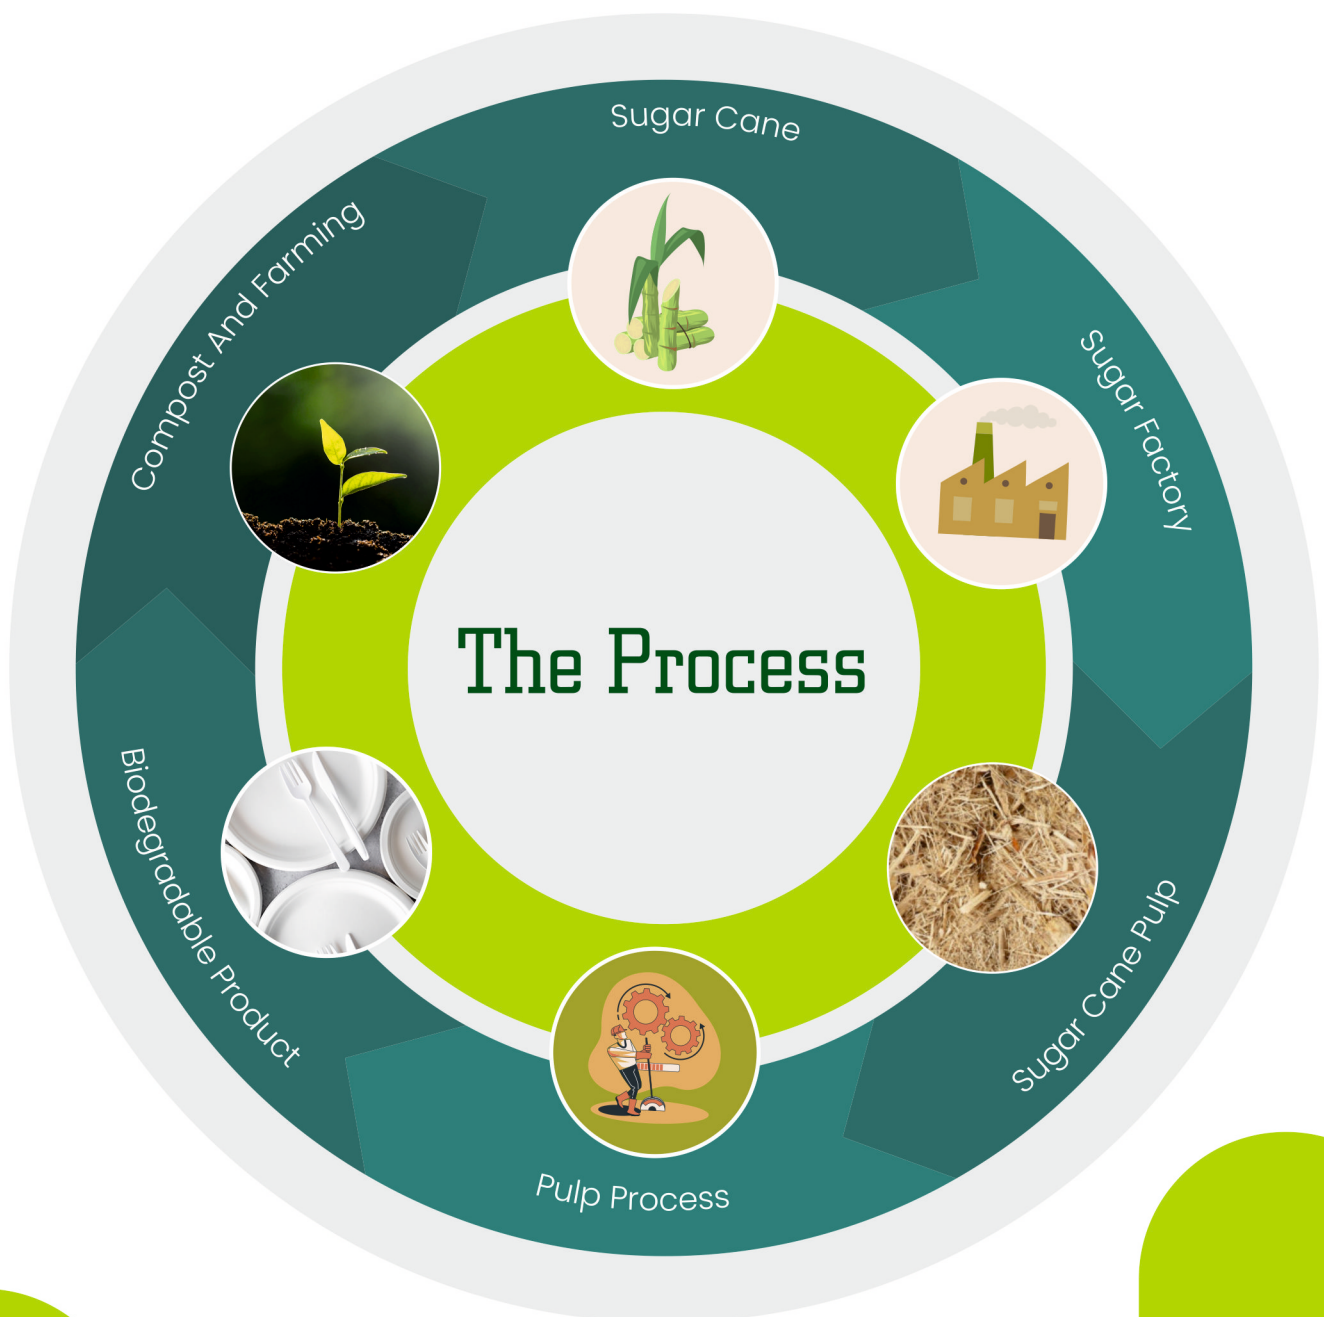 Sugar Cane
Sugar Factory
Sugar Cane Pulp
Pulp Process
Biodegradable Product
Compost And Farming
The Process